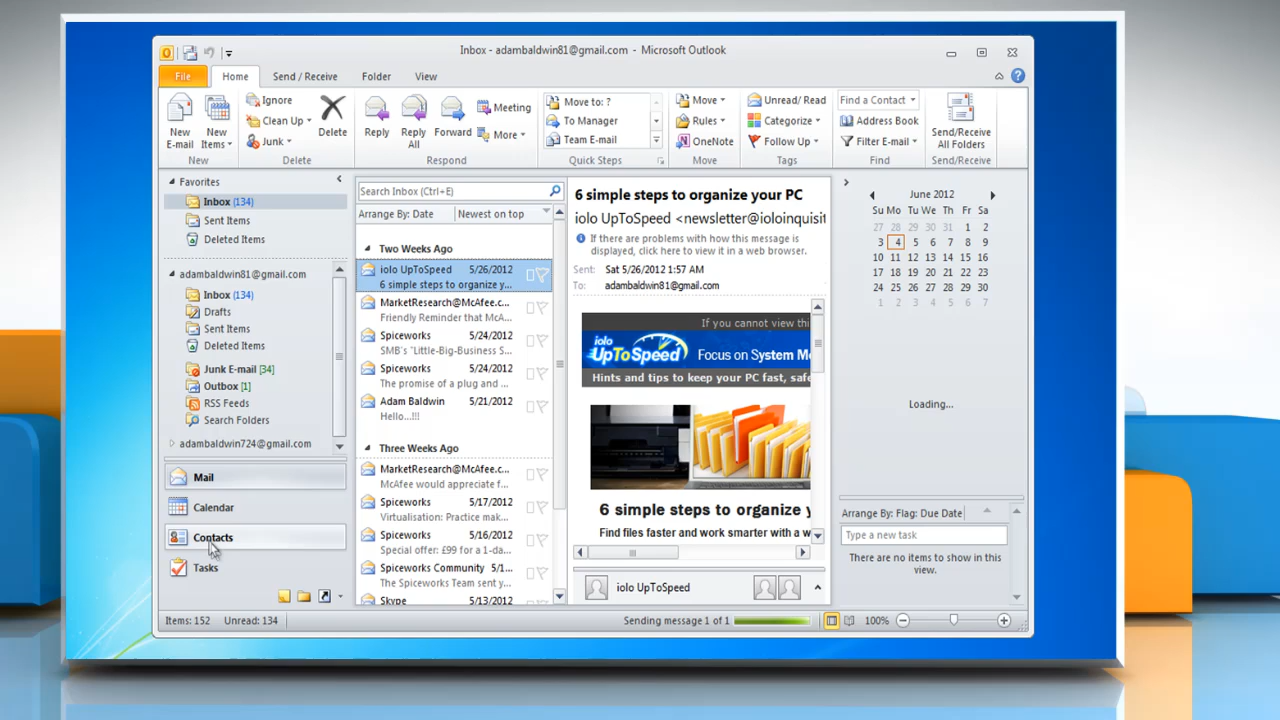 Inbox - adambaldwin81@gmail.com - Microsoft Outlook
File Home Send / Receive Folder View
New E-mail
New Items
New
Ignore
Clean Up
Junk
Delete
Delete
Reply
Reply All
Forward
Meeting
More
Respond
Move to: ?
To Manager
Team E-mail
Quick Steps
Move
Rules
OneNote
Move
Unread/ Read
Categorize
Follow Up
Tags
Find a Contact
Address Book
Filter E-mail
Find
Send/Receive All Folders
Send/Receive
Favorites
Inbox (134)
Sent Items
Deleted Items
adambaldwin81@gmail.com
Inbox (134)
Drafts
Sent Items
Deleted Items
Junk E-mail [34]
Outbox [1]
RSS Feeds
Search Folders
adambaldwin724@gmail.com
Mail
Calendar
Contacts
Tasks
Search Inbox (Ctrl+E)
Arrange By: Date Newest on top
Two Weeks Ago
iolo UpToSpeed 5/26/2012
6 simple steps to organize y...
MarketResearch@McAfee.c...
Friendly Reminder that McA...
Spiceworks 5/24/2012
SMB's "Little-Big-Business S...
Spiceworks 5/24/2012
The promise of a plug and ...
Adam Baldwin 5/21/2012
Hello...!!!
Three Weeks Ago
MarketResearch@McAfee.c...
McAfee would appreciate f...
Spiceworks 5/17/2012
Virtualisation: Practice mak...
Spiceworks 5/16/2012
Special offer: £99 for a 1-da...
Spiceworks Community 5/1...
The Spiceworks Team sent y...
Skype 5/13/2012
6 simple steps to organize your PC
iolo UpToSpeed <newsletter@ioloinquisit
If there are problems with how this message is
displayed, click here to view it in a web browser.
Sent: Sat 5/26/2012 1:57 AM
To: adambaldwin81@gmail.com
If you cannot view thi
iolo
UpToSpeed Focus on System M
Hints and tips to keep your PC fast, safe
6 simple steps to organize y
Find files faster and work smarter with a w
iolo UpToSpeed
June 2012
Su Mo Tu We Th Fr Sa
27 28 29 30 31 1 2
3 4 5 6 7 8 9
10 11 12 13 14 15 16
17 18 19 20 21 22 23
24 25 26 27 28 29 30
1 2 3 4 5 6 7
Loading...
Arrange By: Flag: Due Date
Type a new task
There are no items to show in this
view.
Items: 152 Unread: 134
Sending message 1 of 1
100%